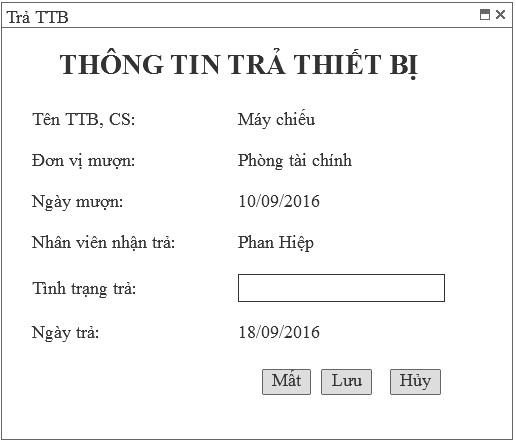 Trả TTB
THÔNG TIN TRẢ THIẾT BỊ
Tên TTB, CS: Máy chiếu
Đơn vị mượn: Phòng tài chính
Ngày mượn: 10/09/2016
Nhân viên nhận trả: Phan Hiệp
Tình trạng trả:
Ngày trả: 18/09/2016
Mất Lưu Hủy